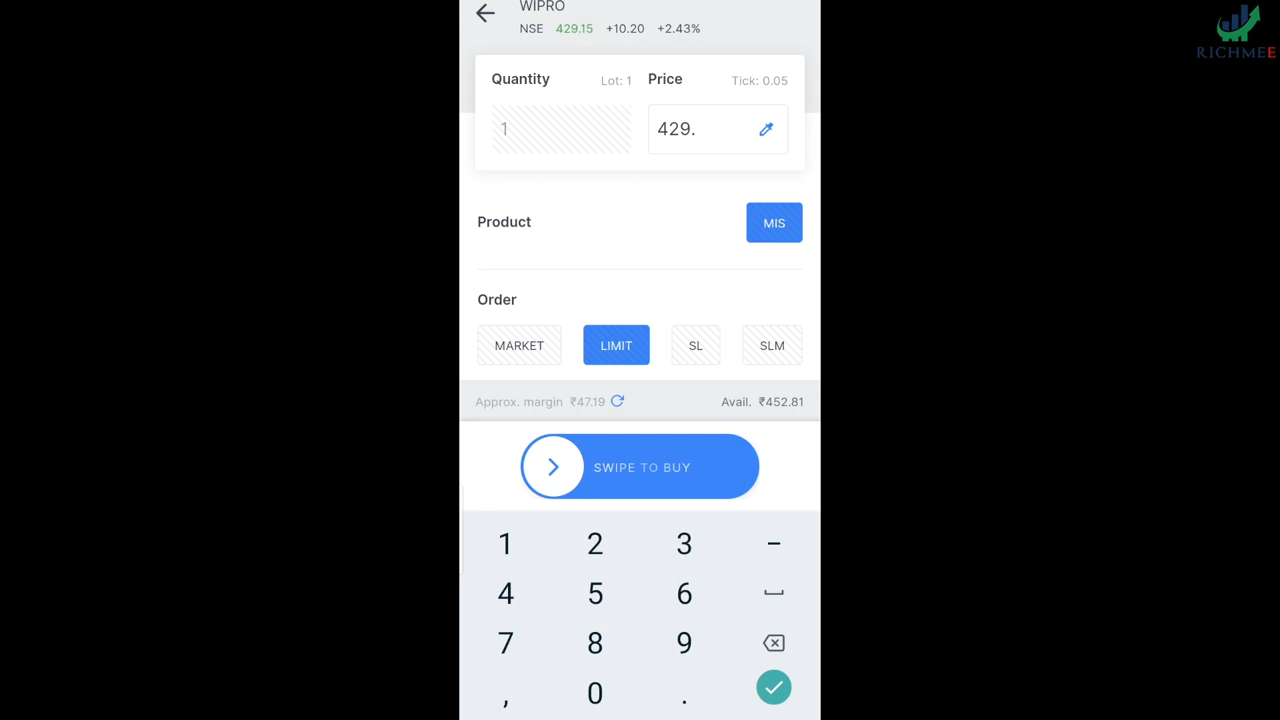 WIPRO
NSE 429.15 +10.20 +2.43%
RICHMEE
Quantity Lot: 1 Price Tick: 0.05
1 429.
Product MIS
Order
MARKET LIMIT SL SLM
Approx. margin ₹47.19 Avail. ₹452.81
SWIPE TO BUY
1 2 3 -
4 5 6
7 8 9
, 0 .